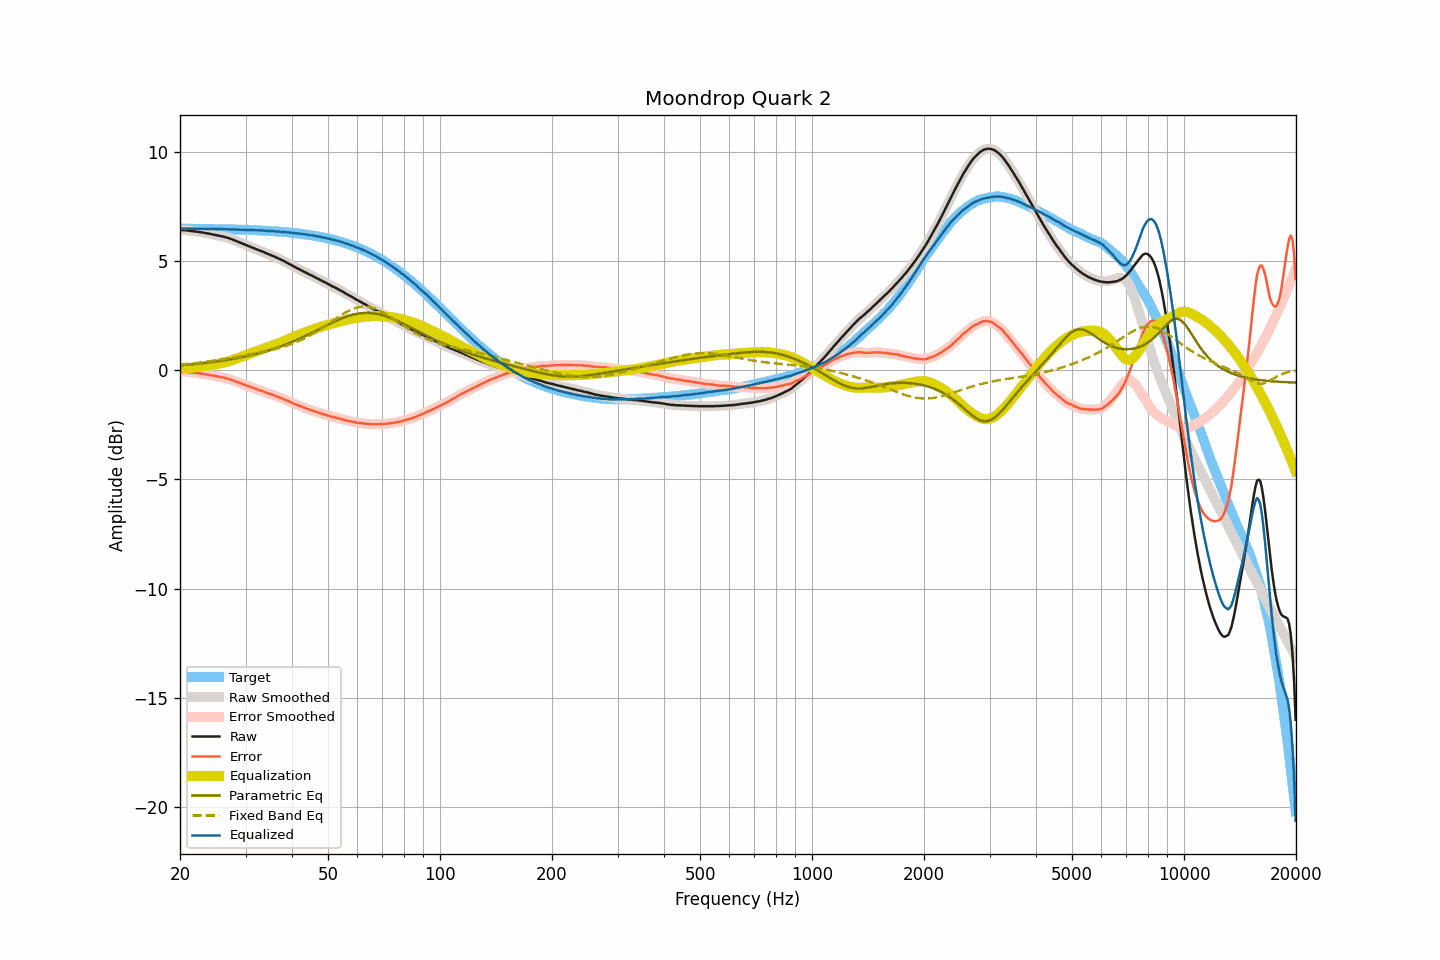 Moondrop Quark 2
Amplitude (dBr)
10
5
0
−5
−10
−15
−20
Target
Raw Smoothed
Error Smoothed
Raw
Error
Equalization
Parametric Eq
Fixed Band Eq
Equalized
20 50 100 200 500 1000 2000 5000 10000 20000
Frequency (Hz)